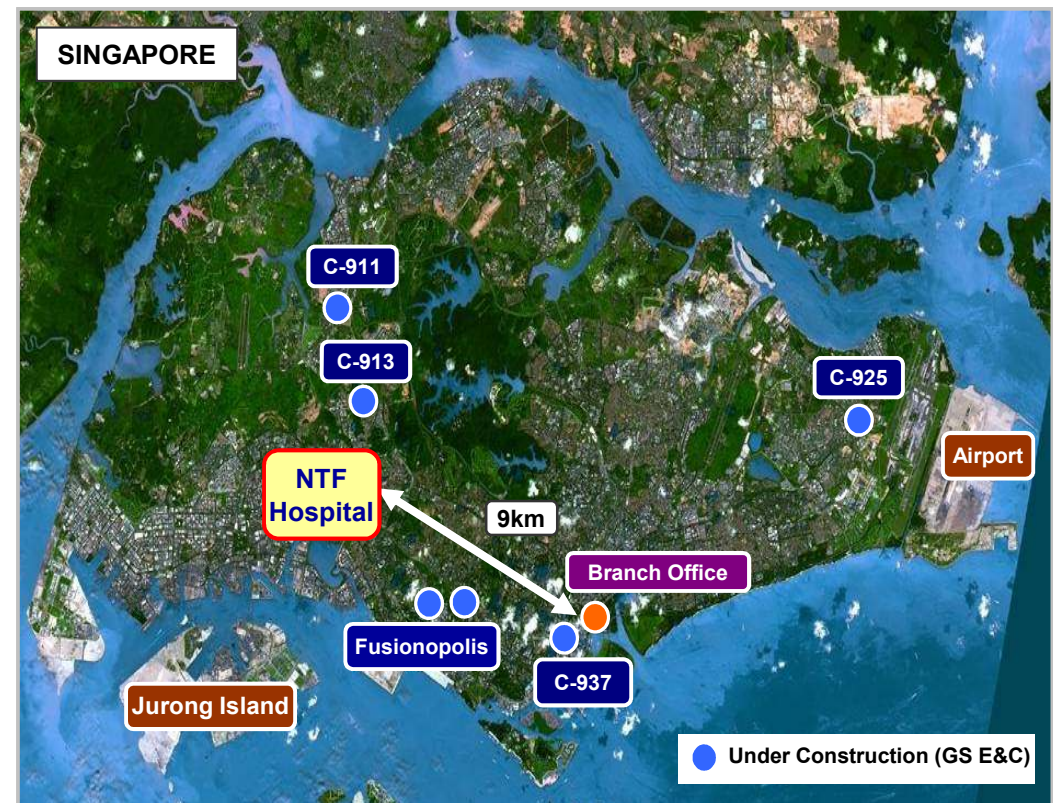 SINGAPORE
C-911
C-913
C-925
Airport
NTF
Hospital
9km
Branch Office
Fusionopolis
C-937
Jurong Island
Under Construction (GS E&C)